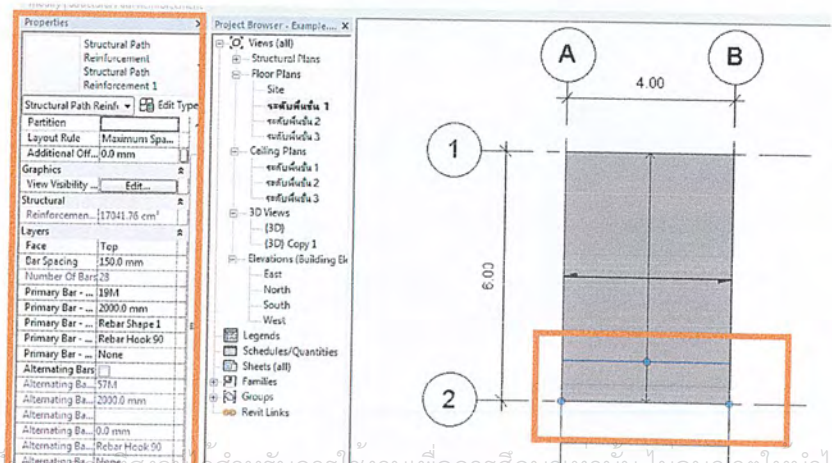 Properties
Structural Path
Reinforcement
Structural Path
Reinforcement 1
Structural Path Reinf
Edit Type
Partition
Layout Rule Maximum Spa...
Additional Off... 0.0 mm
Graphics
View Visibility ... Edit...
Structural
Reinforcemen... 17041.76 cm³
Layers
Face Top
Bar Spacing 150.0 mm
Number Of Bars 28
Primary Bar - ... 19M
Primary Bar - ... 2000.0 mm
Primary Bar - ... Rebar Shape 1
Primary Bar - ... Rebar Hook 90
Primary Bar - ... None
Alternating Bars
Alternating Ba... 57M
Alternating Ba... 2000.0 mm
Alternating Ba...
Alternating Ba... 0.0 mm
Alternating Ba... Rebar Hook 90
Alternating Ba... None
Project Browser - Example.... X
Views (all)
Structural Plans
Floor Plans
Site
ระดับพื้นชั้น 1
ระดับพื้นชั้น 2
ระดับพื้นชั้น 3
Ceiling Plans
ระดับพื้นชั้น 1
ระดับพื้นชั้น 2
ระดับพื้นชั้น 3
3D Views
{3D}
{3D} Copy 1
Elevations (Building Ele
East
North
South
West
Legends
Schedules/Quantities
Sheets (all)
Families
Groups
Revit Links
A
B
4.00
1
6.00
2